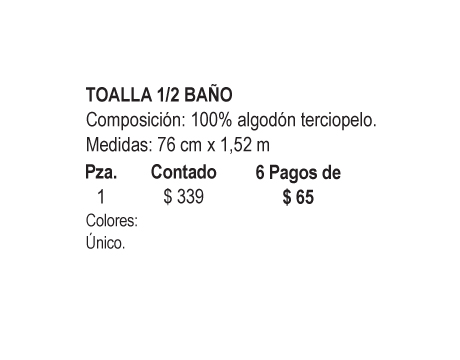 TOALLA 1/2 BAÑO
Composición: 100% algodón terciopelo.
Medidas: 76 cm x 1,52 m
Pza. Contado 6 Pagos de
1 $ 339 $ 65
Colores:
Único.